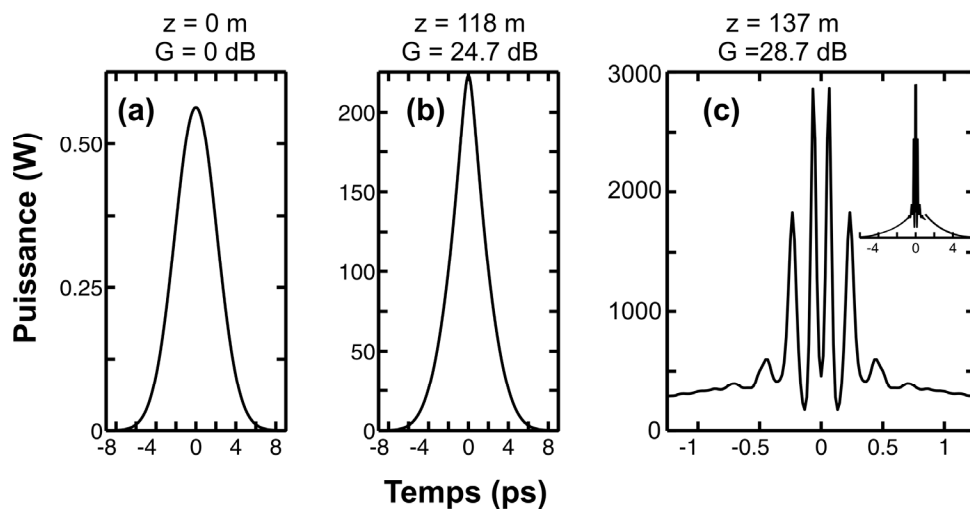 z = 0 m
G = 0 dB
z = 118 m
G = 24.7 dB
z = 137 m
G =28.7 dB
Puissance (W)
(a)
0.50
0.25
0
-8 -4 0 4 8
(b)
200
150
100
50
0
-8 -4 0 4 8
(c)
3000
2000
1000
0
-1 -0.5 0 0.5 1
-4 0 4
Temps (ps)